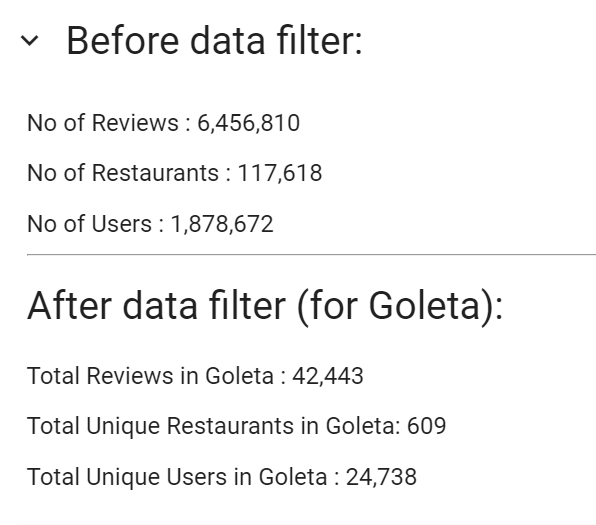 Before data filter:
No of Reviews : 6,456,810
No of Restaurants : 117,618
No of Users : 1,878,672
After data filter (for Goleta):
Total Reviews in Goleta : 42,443
Total Unique Restaurants in Goleta: 609
Total Unique Users in Goleta : 24,738